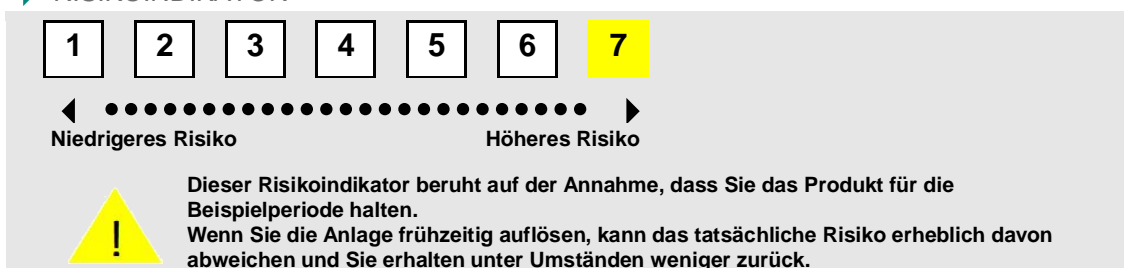 RISIKOINDIKATOR
1 2 3 4 5 6 7
Niedrigeres Risiko Höheres Risiko
Dieser Risikoindikator beruht auf der Annahme, dass Sie das Produkt für die
Beispielperiode halten.
! Wenn Sie die Anlage frühzeitig auflösen, kann das tatsächliche Risiko erheblich davon
abweichen und Sie erhalten unter Umständen weniger zurück.